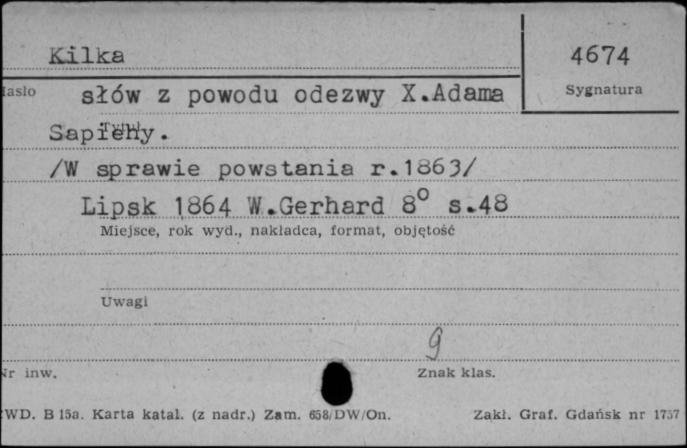 Kilka
4674
Hasło
słów z powodu odezwy X.Adama
Sygnatura
Tytuł
Sapiehy.
/W sprawie powstania r.1863/
Lipsk 1864 W.Gerhard 8° s.48
Miejsce, rok wyd., nakładca, format, objętość
Uwagi
9
Nr inw.
Znak klas.
WD. B 15a. Karta katal. (z nadr.) Zam. 658/DW/On.
Zakł. Graf. Gdańsk nr 1757